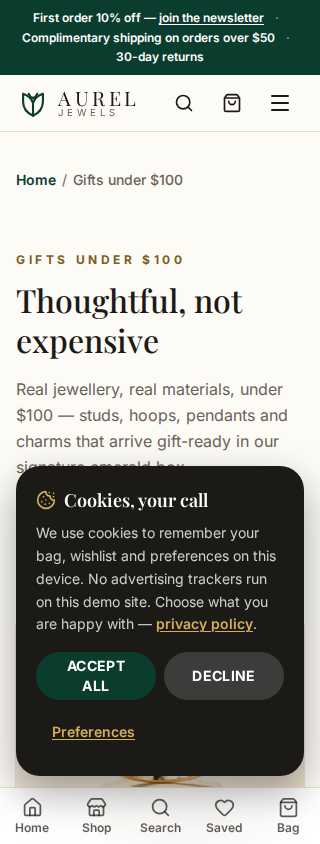 First order 10% off — join the newsletter ·
Complimentary shipping on orders over $50 ·
30-day returns
AUREL
JEWELS
Home / Gifts under $100
GIFTS UNDER $100
Thoughtful, not
expensive
Real jewellery, real materials, under
$100 — studs, hoops, pendants and
charms that arrive gift-ready in our
signature emerald box.
Cookies, your call
We use cookies to remember your
bag, wishlist and preferences on this
device. No advertising trackers run
on this demo site. Choose what you
are happy with — privacy policy.
ACCEPT
ALL
DECLINE
Preferences
Home
Shop
Search
Saved
Bag